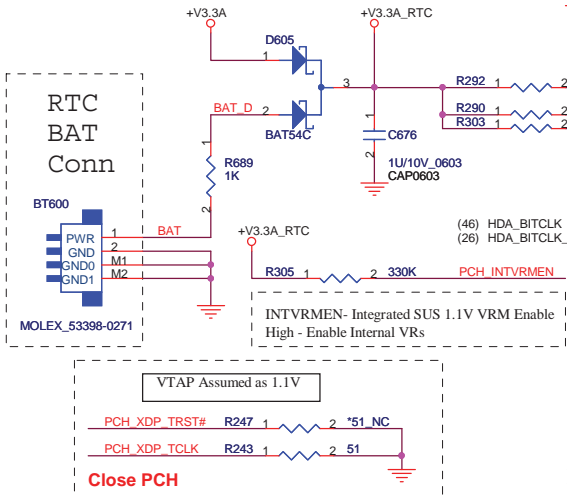 +V3.3A
+V3.3A_RTC
D605
1
3
R292
1
2
RTC
BAT
Conn
BAT_D
2
1
R290
1
2
BAT54C
C676
R303
1
2
R689
1K
2
1U/10V_0603
CAP0603
BT600
2
PWR
1
BAT
GND
2
GND0
M1
GND1
M2
+V3.3A_RTC
(46) HDA_BITCLK
(26) HDA_BITCLK_
R305
1
2
330K
PCH_INTVRMEN
MOLEX_53398-0271
INTVRMEN- Integrated SUS 1.1V VRM Enable
High - Enable Internal VRs
VTAP Assumed as 1.1V
PCH_XDP_TRST#
R247
1
2
*51_NC
PCH_XDP_TCLK
R243
1
2
51
Close PCH